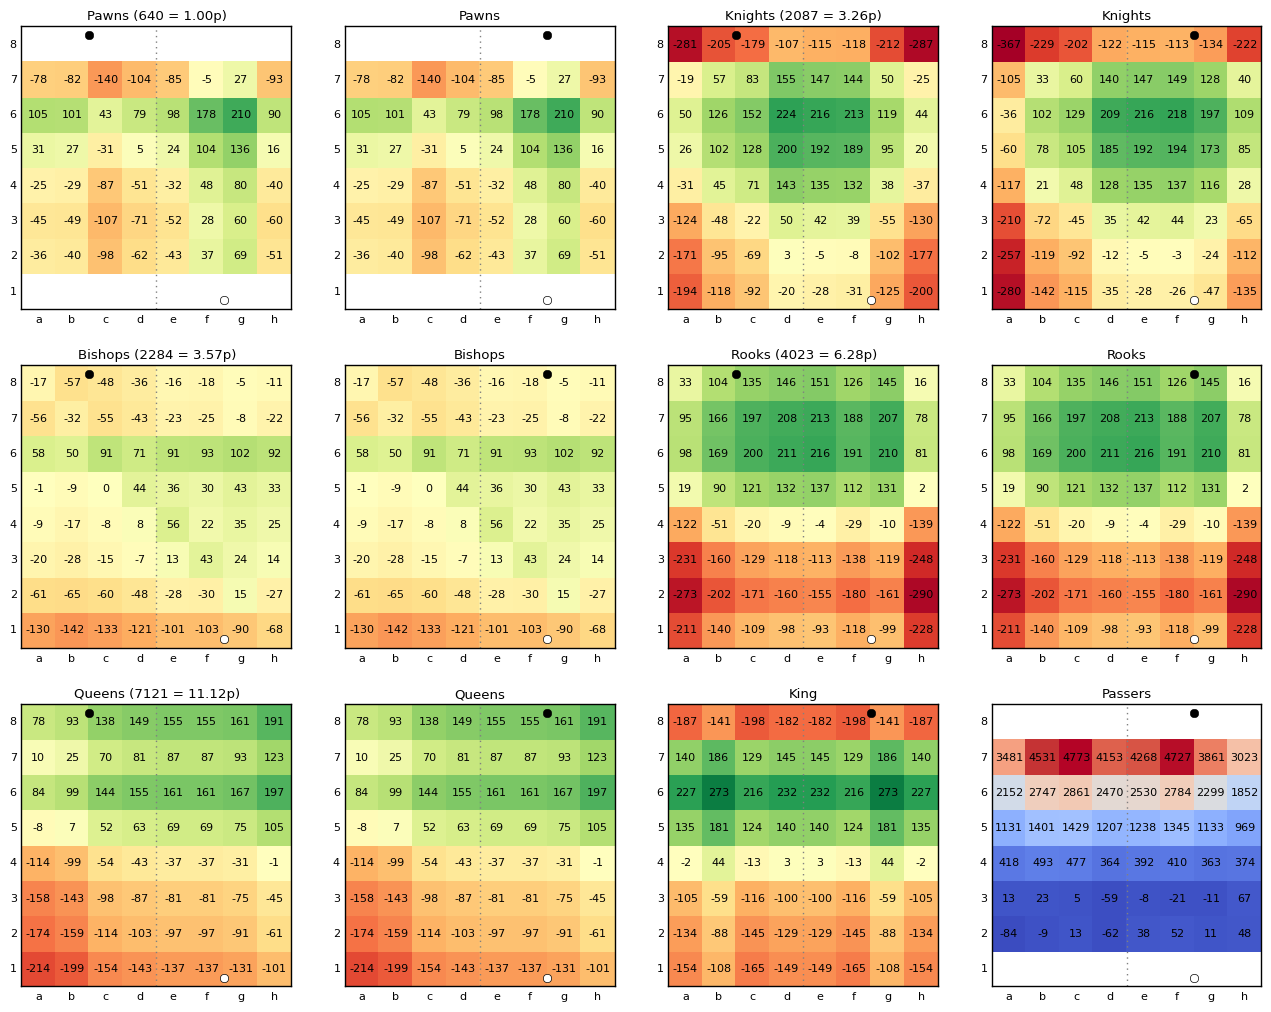 Pawns (640 = 1.00p) Pawns Knights (2087 = 3.26p) Knights
8 8 8 -281 -205 -179 -107 -115 -118 -212 -287 8 -367 -229 -202 -122 -115 -113 -134 -222
7 -78 -82 -140 -104 -85 -5 27 -93 7 -78 -82 -140 -104 -85 -5 27 -93 7 -19 57 83 155 147 144 50 -25 7 -105 33 60 140 147 149 128 40
6 105 101 43 79 98 178 210 90 6 105 101 43 79 98 178 210 90 6 50 126 152 224 216 213 119 44 6 -36 102 129 209 216 218 197 109
5 31 27 -31 5 24 104 136 16 5 31 27 -31 5 24 104 136 16 5 26 102 128 200 192 189 95 20 5 -60 78 105 185 192 194 173 85
4 -25 -29 -87 -51 -32 48 80 -40 4 -25 -29 -87 -51 -32 48 80 -40 4 -31 45 71 143 135 132 38 -37 4 -117 21 48 128 135 137 116 28
3 -45 -49 -107 -71 -52 28 60 -60 3 -45 -49 -107 -71 -52 28 60 -60 3 -124 -48 -22 50 42 39 -55 -130 3 -210 -72 -45 35 42 44 23 -65
2 -36 -40 -98 -62 -43 37 69 -51 2 -36 -40 -98 -62 -43 37 69 -51 2 -171 -95 -69 3 -5 -8 -102 -177 2 -257 -119 -92 -12 -5 -3 -24 -112
1 1 1 -194 -118 -92 -20 -28 -31 -125 -200 1 -280 -142 -115 -35 -28 -26 -47 -135
a b c d e f g h a b c d e f g h a b c d e f g h a b c d e f g h
Bishops (2284 = 3.57p) Bishops Rooks (4023 = 6.28p) Rooks
8 -17 -57 -48 -36 -16 -18 -5 -11 8 -17 -57 -48 -36 -16 -18 -5 -11 8 33 104 135 146 151 126 145 16 8 33 104 135 146 151 126 145 16
7 -56 -32 -55 -43 -23 -25 -8 -22 7 -56 -32 -55 -43 -23 -25 -8 -22 7 95 166 197 208 213 188 207 78 7 95 166 197 208 213 188 207 78
6 58 50 91 71 91 93 102 92 6 58 50 91 71 91 93 102 92 6 98 169 200 211 216 191 210 81 6 98 169 200 211 216 191 210 81
5 -1 -9 0 44 36 30 43 33 5 -1 -9 0 44 36 30 43 33 5 19 90 121 132 137 112 131 2 5 19 90 121 132 137 112 131 2
4 -9 -17 -8 8 56 22 35 25 4 -9 -17 -8 8 56 22 35 25 4 -122 -51 -20 -9 -4 -29 -10 -139 4 -122 -51 -20 -9 -4 -29 -10 -139
3 -20 -28 -15 -7 13 43 24 14 3 -20 -28 -15 -7 13 43 24 14 3 -231 -160 -129 -118 -113 -138 -119 -248 3 -231 -160 -129 -118 -113 -138 -119 -248
2 -61 -65 -60 -48 -28 -30 15 -27 2 -61 -65 -60 -48 -28 -30 15 -27 2 -273 -202 -171 -160 -155 -180 -161 -290 2 -273 -202 -171 -160 -155 -180 -161 -290
1 -130 -142 -133 -121 -101 -103 -90 -68 1 -130 -142 -133 -121 -101 -103 -90 -68 1 -211 -140 -109 -98 -93 -118 -99 -228 1 -211 -140 -109 -98 -93 -118 -99 -228
a b c d e f g h a b c d e f g h a b c d e f g h a b c d e f g h
Queens (7121 = 11.12p) Queens King Passers
8 78 93 138 149 155 155 161 191 8 78 93 138 149 155 155 161 191 8 -187 -141 -198 -182 -182 -198 -141 -187 8
7 10 25 70 81 87 87 93 123 7 10 25 70 81 87 87 93 123 7 140 186 129 145 145 129 186 140 7 3481 4531 4773 4153 4268 4727 3861 3023
6 84 99 144 155 161 161 167 197 6 84 99 144 155 161 161 167 197 6 227 273 216 232 232 216 273 227 6 2152 2747 2861 2470 2530 2784 2299 1852
5 -8 7 52 63 69 69 75 105 5 -8 7 52 63 69 69 75 105 5 135 181 124 140 140 124 181 135 5 1131 1401 1429 1207 1238 1345 1133 969
4 -114 -99 -54 -43 -37 -37 -31 -1 4 -114 -99 -54 -43 -37 -37 -31 -1 4 -2 44 -13 3 3 -13 44 -2 4 418 493 477 364 392 410 363 374
3 -158 -143 -98 -87 -81 -81 -75 -45 3 -158 -143 -98 -87 -81 -81 -75 -45 3 -105 -59 -116 -100 -100 -116 -59 -105 3 13 23 5 -59 -8 -21 -11 67
2 -174 -159 -114 -103 -97 -97 -91 -61 2 -174 -159 -114 -103 -97 -97 -91 -61 2 -134 -88 -145 -129 -129 -145 -88 -134 2 -84 -9 13 -62 38 52 11 48
1 -214 -199 -154 -143 -137 -137 -131 -101 1 -214 -199 -154 -143 -137 -137 -131 -101 1 -154 -108 -165 -149 -149 -165 -108 -154 1
a b c d e f g h a b c d e f g h a b c d e f g h a b c d e f g h